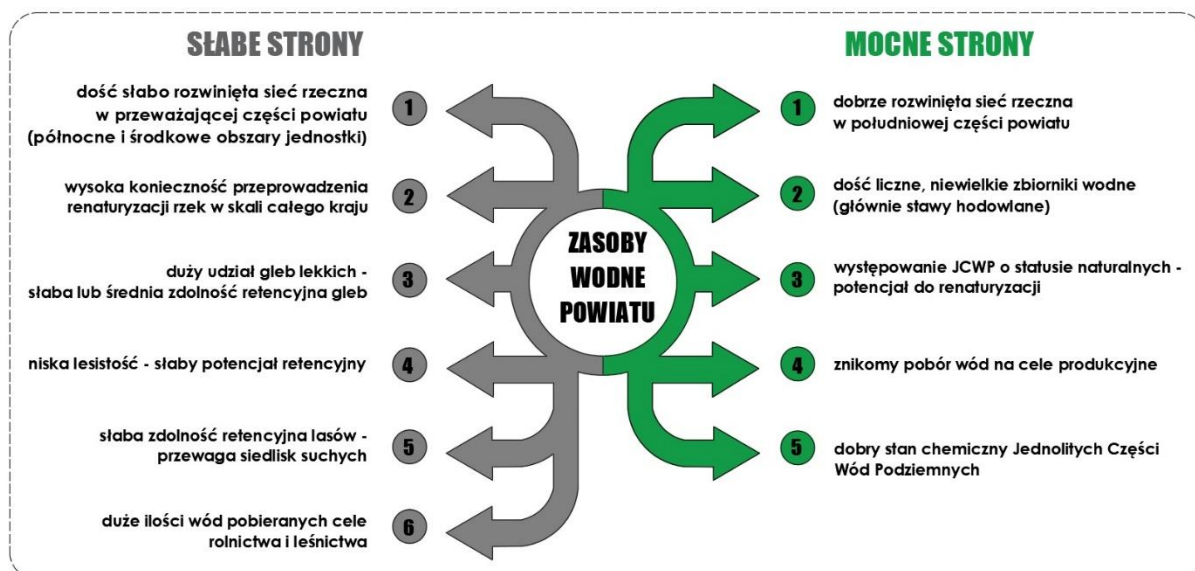 SŁABE STRONY
dość słabo rozwinięta sieć rzeczna
w przeważającej części powiatu
(północne i środkowe obszary jednostki)
1
wysoka konieczność przeprowadzenia
renaturyzacji rzek w skali całego kraju
2
duży udział gleb lekkich -
słaba lub średnia zdolność retencyjna gleb
3
niska lesistość - słaby potencjał retencyjny
4
słaba zdolność retencyjna lasów -
przewaga siedlisk suchych
5
duże ilości wód pobieranych cele
rolnictwa i leśnictwa
6
ZASOBY
WODNE
POWIATU
MOCNE STRONY
1
dobrze rozwinięta sieć rzeczna
w południowej części powiatu
2
dość liczne, niewielkie zbiorniki wodne
(głównie stawy hodowlane)
3
występowanie JCWP o statusie naturalnych -
potencjał do renaturyzacji
4
znikomy pobór wód na cele produkcyjne
5
dobry stan chemiczny Jednolitych Części
Wód Podziemnych